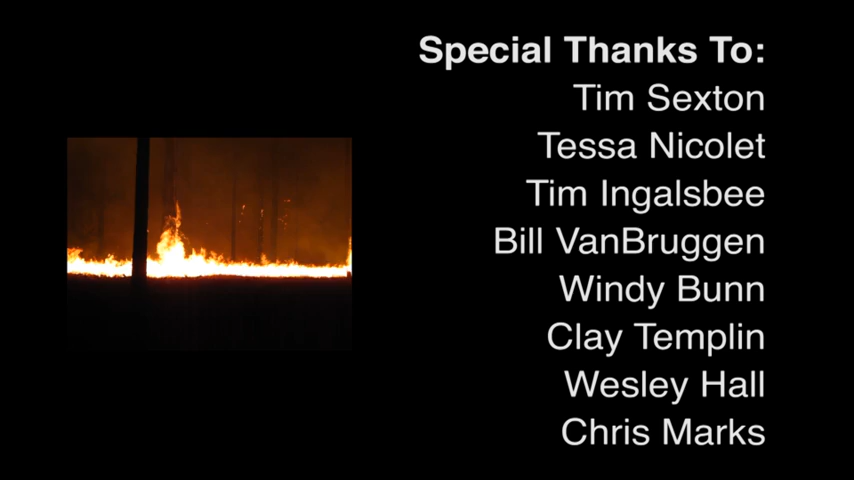 Special Thanks To:
Tim Sexton
Tessa Nicolet
Tim Ingalsbee
Bill VanBruggen
Windy Bunn
Clay Templin
Wesley Hall
Chris Marks